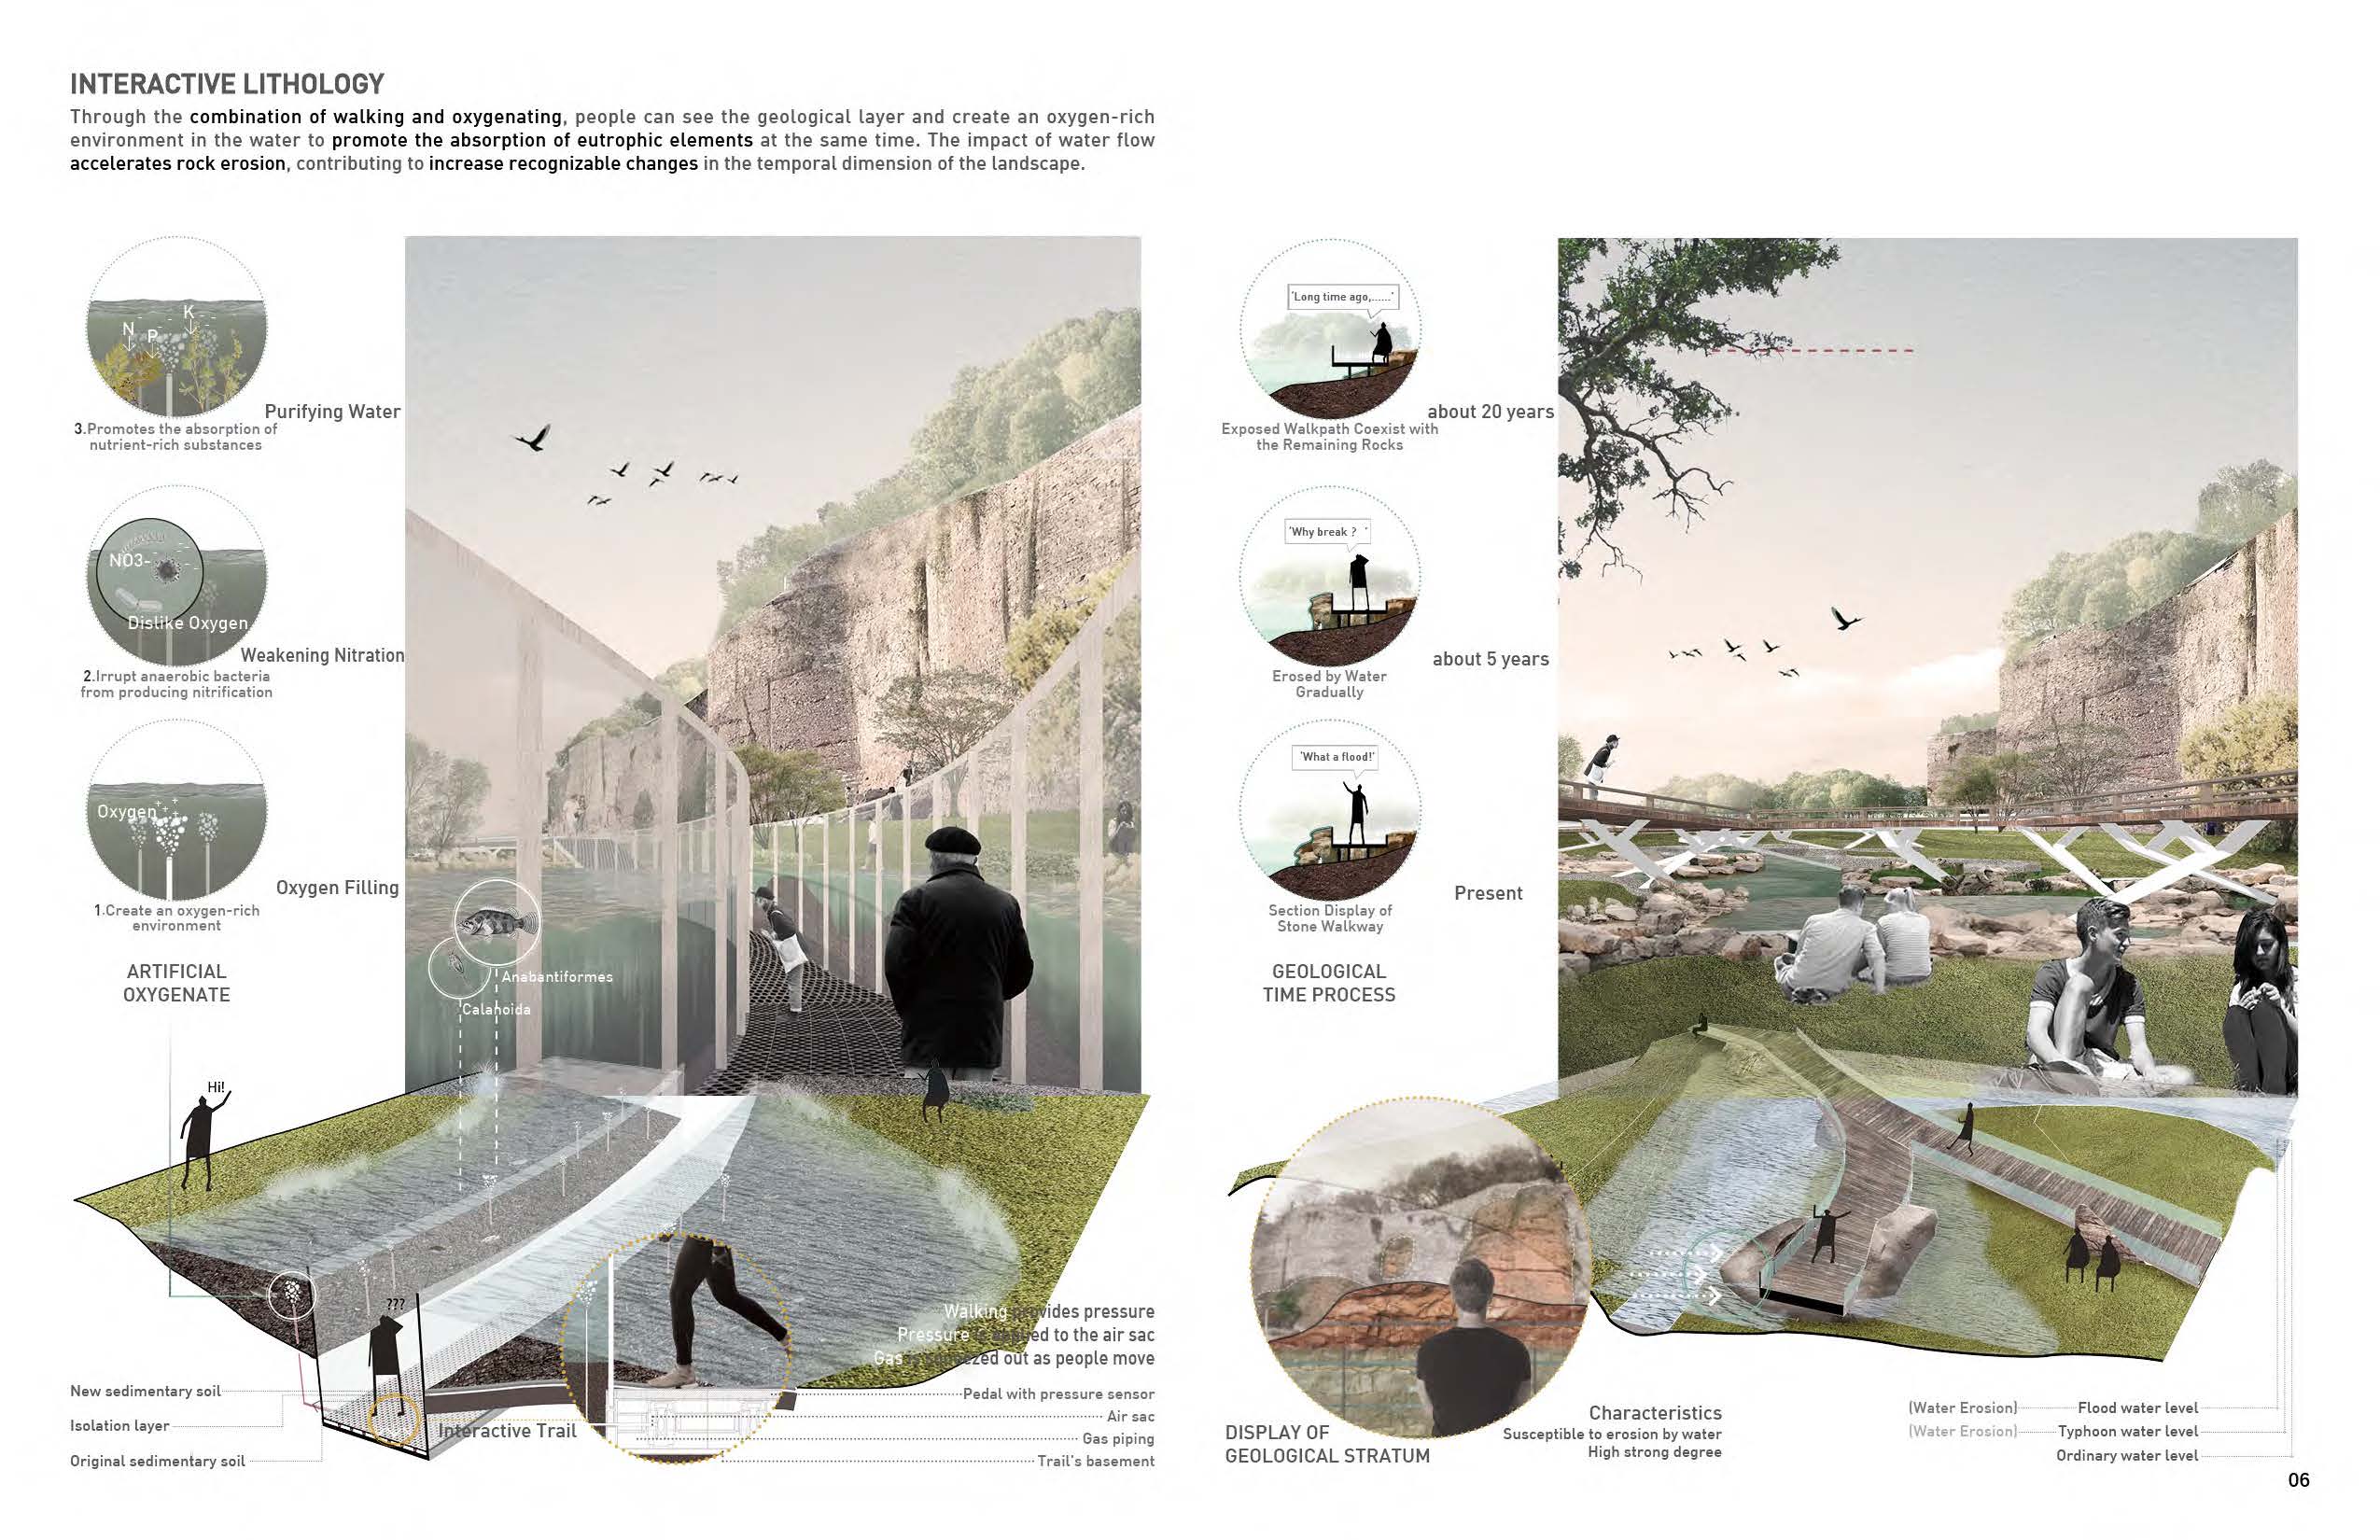 INTERACTIVE LITHOLOGY
Through the combination of walking and oxygenating, people can see the geological layer and create an oxygen-rich
environment in the water to promote the absorption of eutrophic elements at the same time. The impact of water flow
accelerates rock erosion, contributing to increase recognizable changes in the temporal dimension of the landscape.
N
P
K
Purifying Water
3.Promotes the absorption of
nutrient-rich substances
NO3-
Dislike Oxygen
Weakening Nitration
2.Irrupt anaerobic bacteria
from producing nitrification
Oxygen
Oxygen Filling
1.Create an oxygen-rich
environment
ARTIFICIAL
OXYGENATE
Hi!
Anabantiformes
Calanoida
???
New sedimentary soil
Isolation layer
Original sedimentary soil
Interactive Trail
Walking provides pressure
Pressure is applied to the air sac
Gas is squeezed out as people move
Pedal with pressure sensor
Air sac
Gas piping
Trail's basement
'Long time ago,......'
about 20 years
Exposed Walkpath Coexist with
the Remaining Rocks
'Why break ? '
about 5 years
Erosed by Water
Gradually
'What a flood!'
Present
Section Display of
Stone Walkway
GEOLOGICAL
TIME PROCESS
DISPLAY OF
GEOLOGICAL STRATUM
Characteristics
Susceptible to erosion by water
High strong degree
(Water Erosion) Flood water level
(Water Erosion) Typhoon water level
Ordinary water level
06